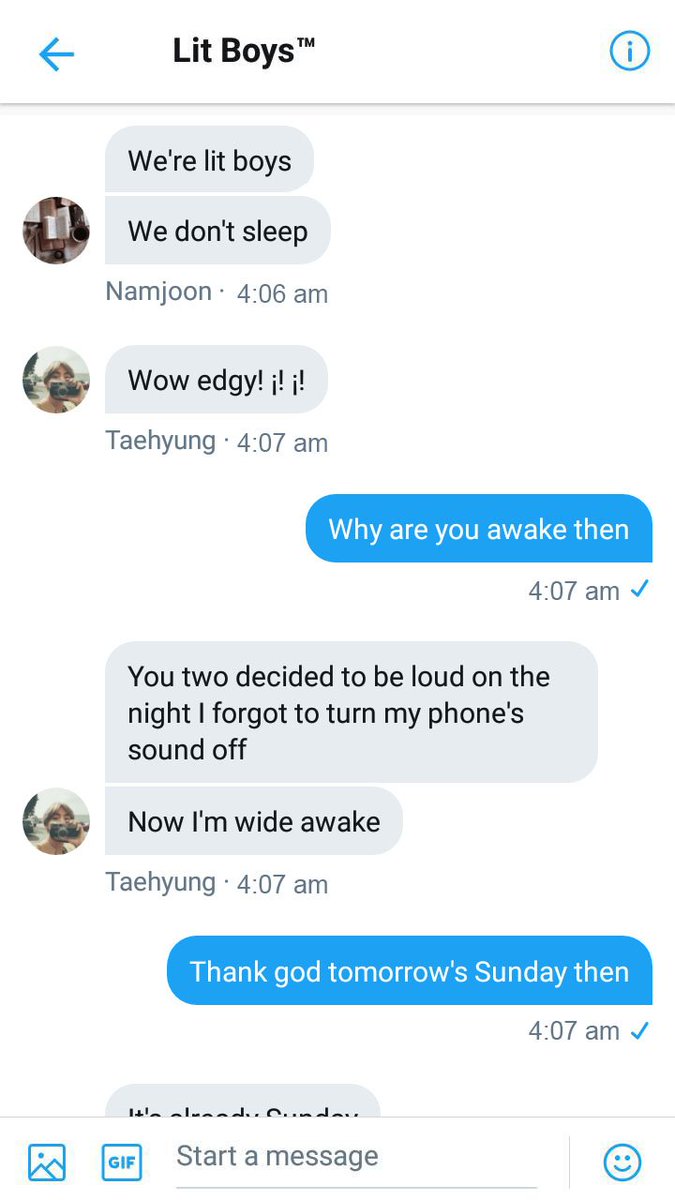 Lit Boys™
We're lit boys
We don't sleep
Namjoon · 4:06 am
Wow edgy! ¡! ¡!
Taehyung · 4:07 am
Why are you awake then
4:07 am
You two decided to be loud on the
night I forgot to turn my phone's
sound off
Now I'm wide awake
Taehyung · 4:07 am
Thank god tomorrow's Sunday then
4:07 am
It's already Sunday
GIF
Start a message